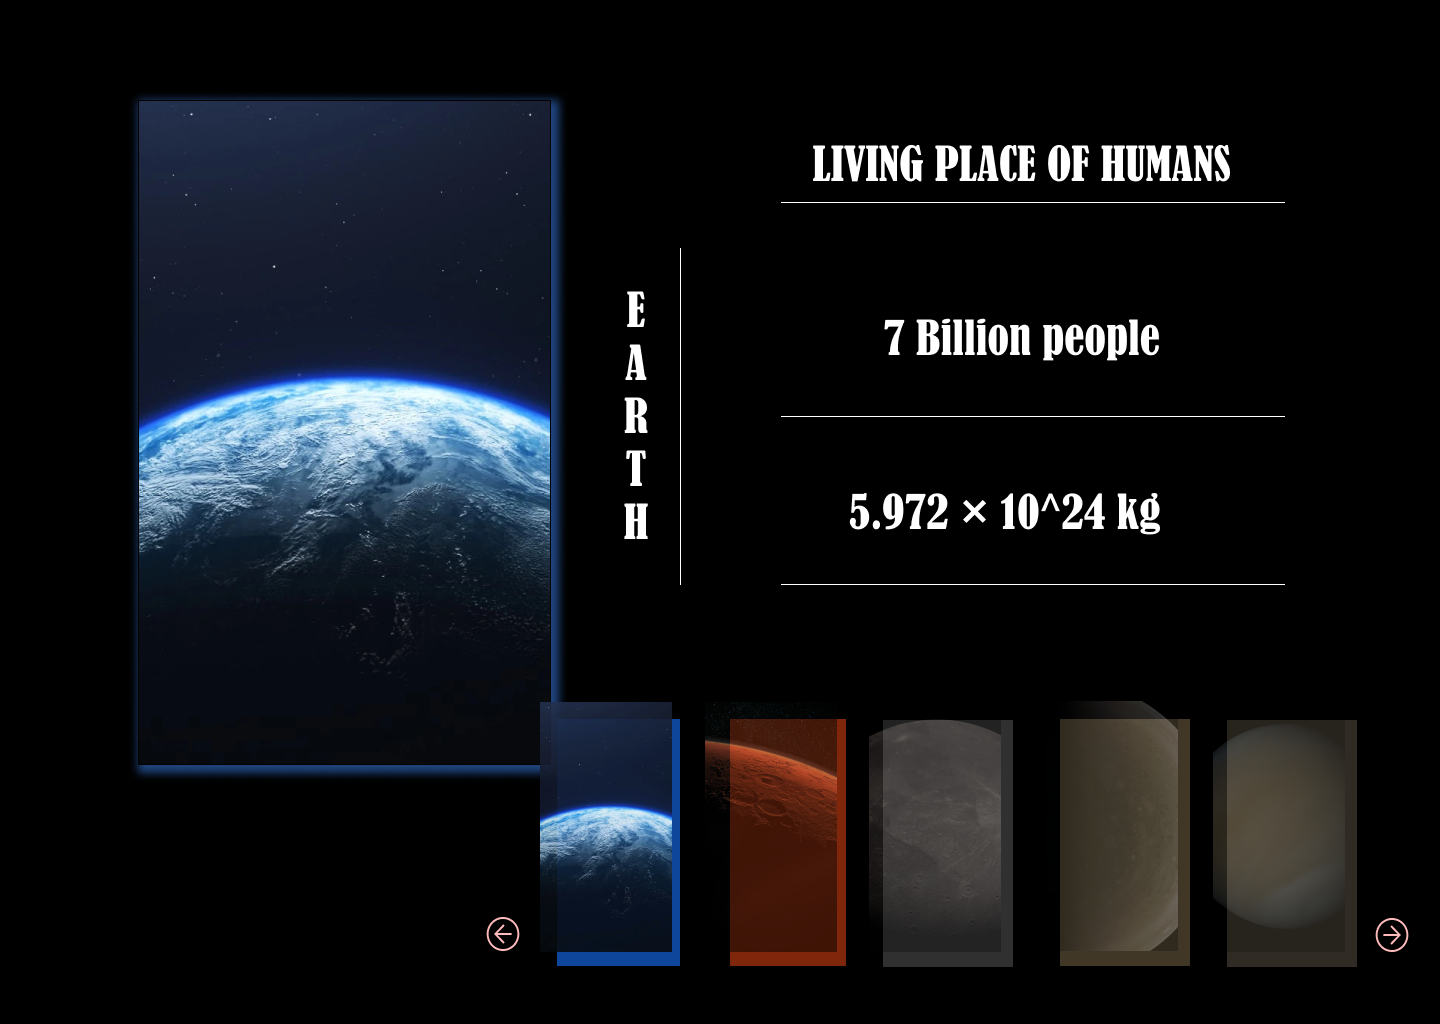 LIVING PLACE OF HUMANS
E
A
R
T
H
7 Billion people
5.972 × 10^24 kg